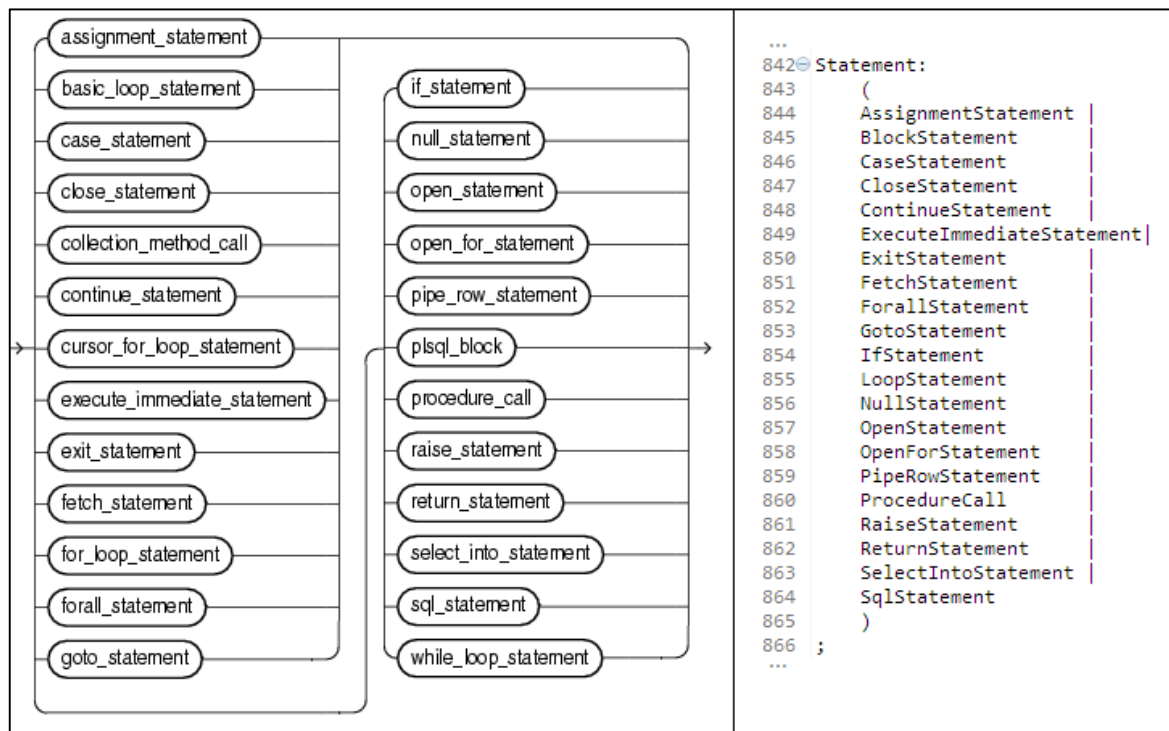 assignment_statement
basic_loop_statement
case_statement
close_statement
collection_method_call
continue_statement
cursor_for_loop_statement
execute_immediate_statement
exit_statement
fetch_statement
for_loop_statement
forall_statement
goto_statement
if_statement
null_statement
open_statement
open_for_statement
pipe_row_statement
plsql_block
procedure_call
raise_statement
return_statement
select_into_statement
sql_statement
while_loop_statement
...
842 Statement:
843 (
844 AssignmentStatement |
845 BlockStatement |
846 CaseStatement |
847 CloseStatement |
848 ContinueStatement |
849 ExecuteImmediateStatement|
850 ExitStatement |
851 FetchStatement |
852 ForallStatement |
853 GotoStatement |
854 IfStatement |
855 LoopStatement |
856 NullStatement |
857 OpenStatement |
858 OpenForStatement |
859 PipeRowStatement |
860 ProcedureCall |
861 RaiseStatement |
862 ReturnStatement |
863 SelectIntoStatement |
864 SqlStatement
865 )
866 ;
...